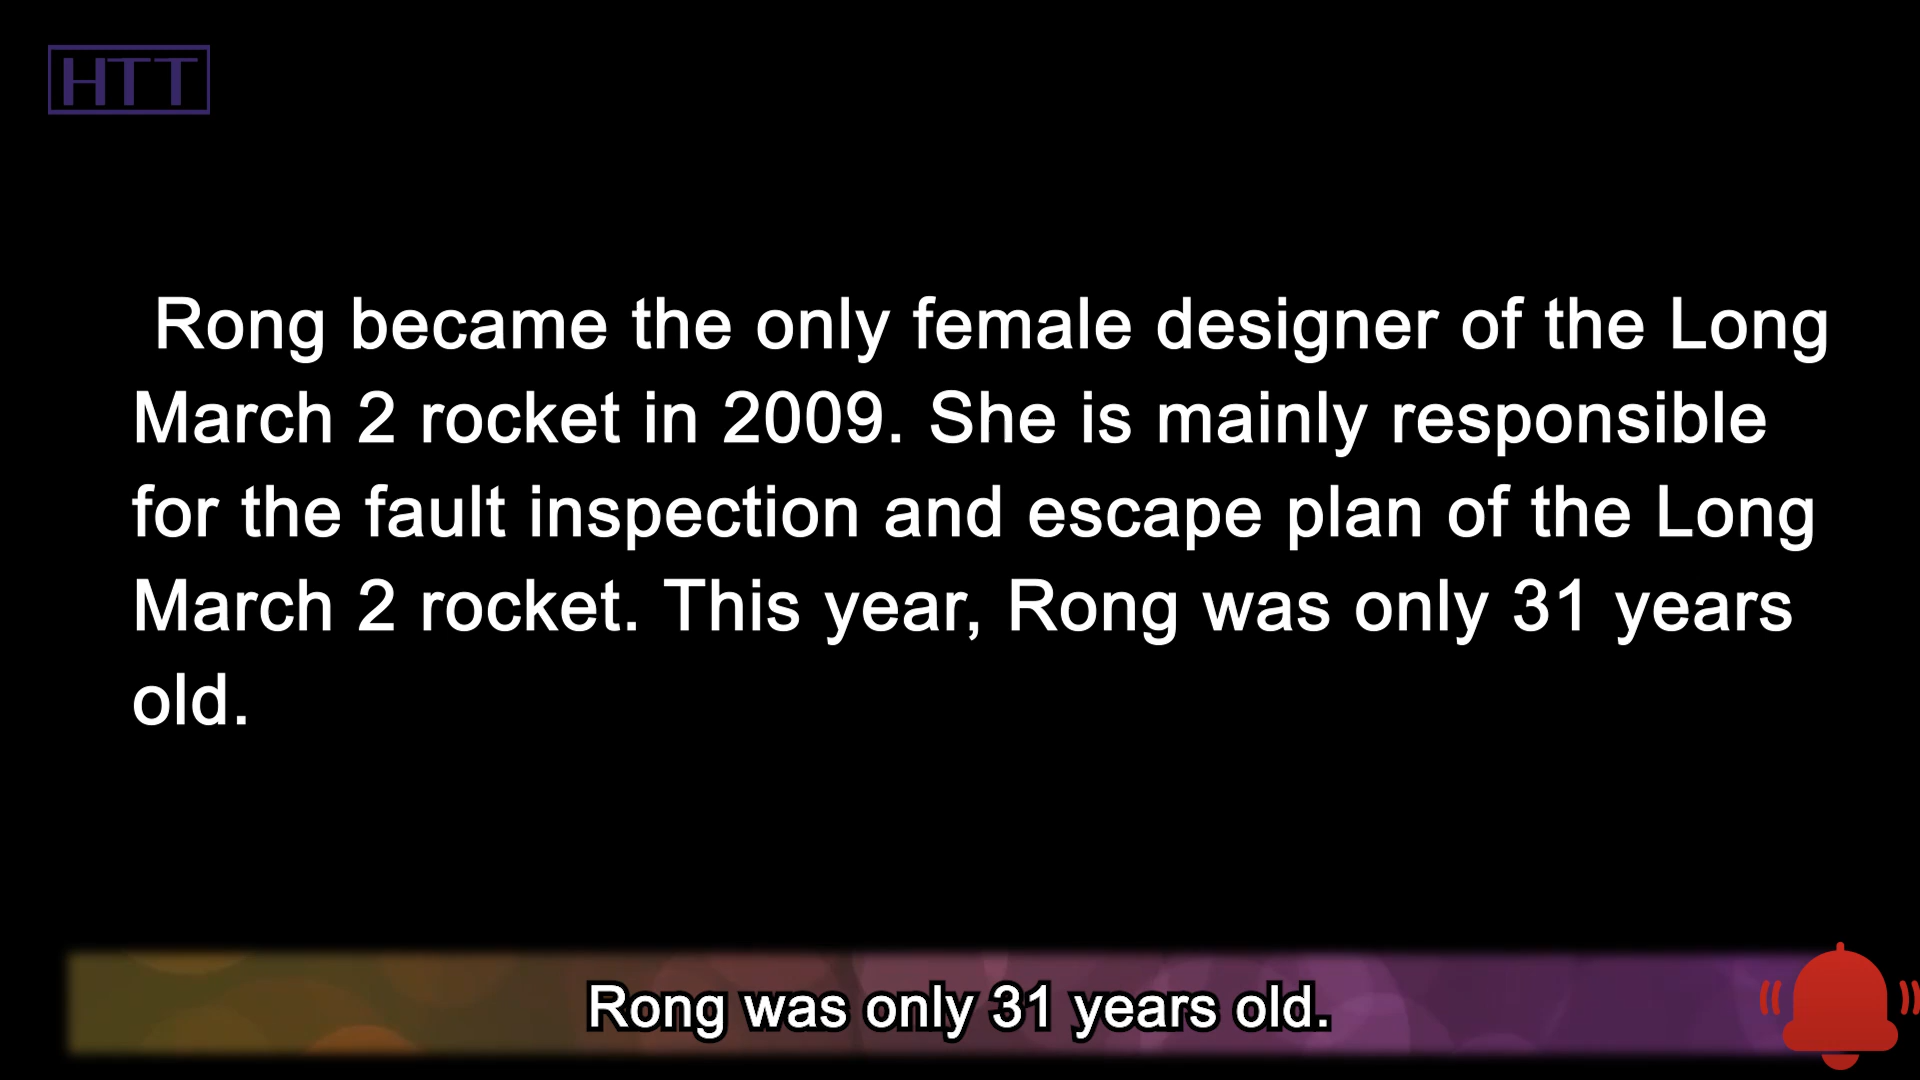 HTT
Rong became the only female designer of the Long
March 2 rocket in 2009. She is mainly responsible
for the fault inspection and escape plan of the Long
March 2 rocket. This year, Rong was only 31 years
old.
Rong was only 31 years old.